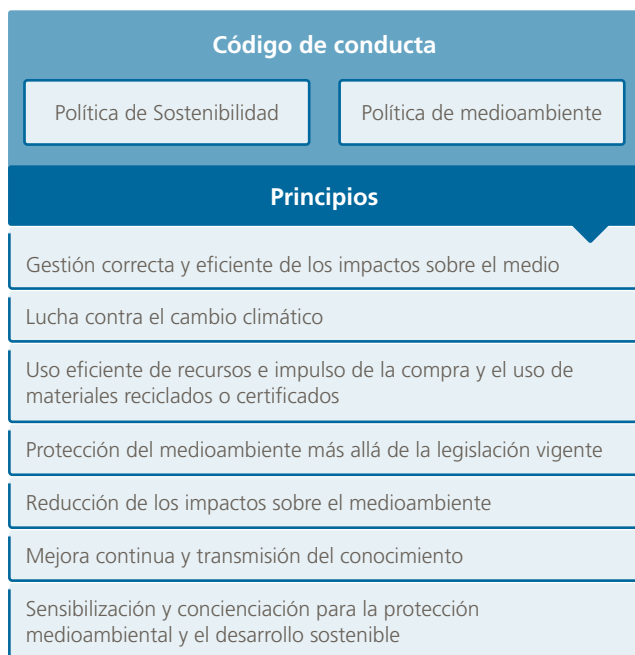 Código de conducta
Política de Sostenibilidad
Política de medioambiente
Principios
Gestión correcta y eficiente de los impactos sobre el medio
Lucha contra el cambio climático
Uso eficiente de recursos e impulso de la compra y el uso de
materiales reciclados o certificados
Protección del medioambiente más allá de la legislación vigente
Reducción de los impactos sobre el medioambiente
Mejora continua y transmisión del conocimiento
Sensibilización y concienciación para la protección
medioambiental y el desarrollo sostenible